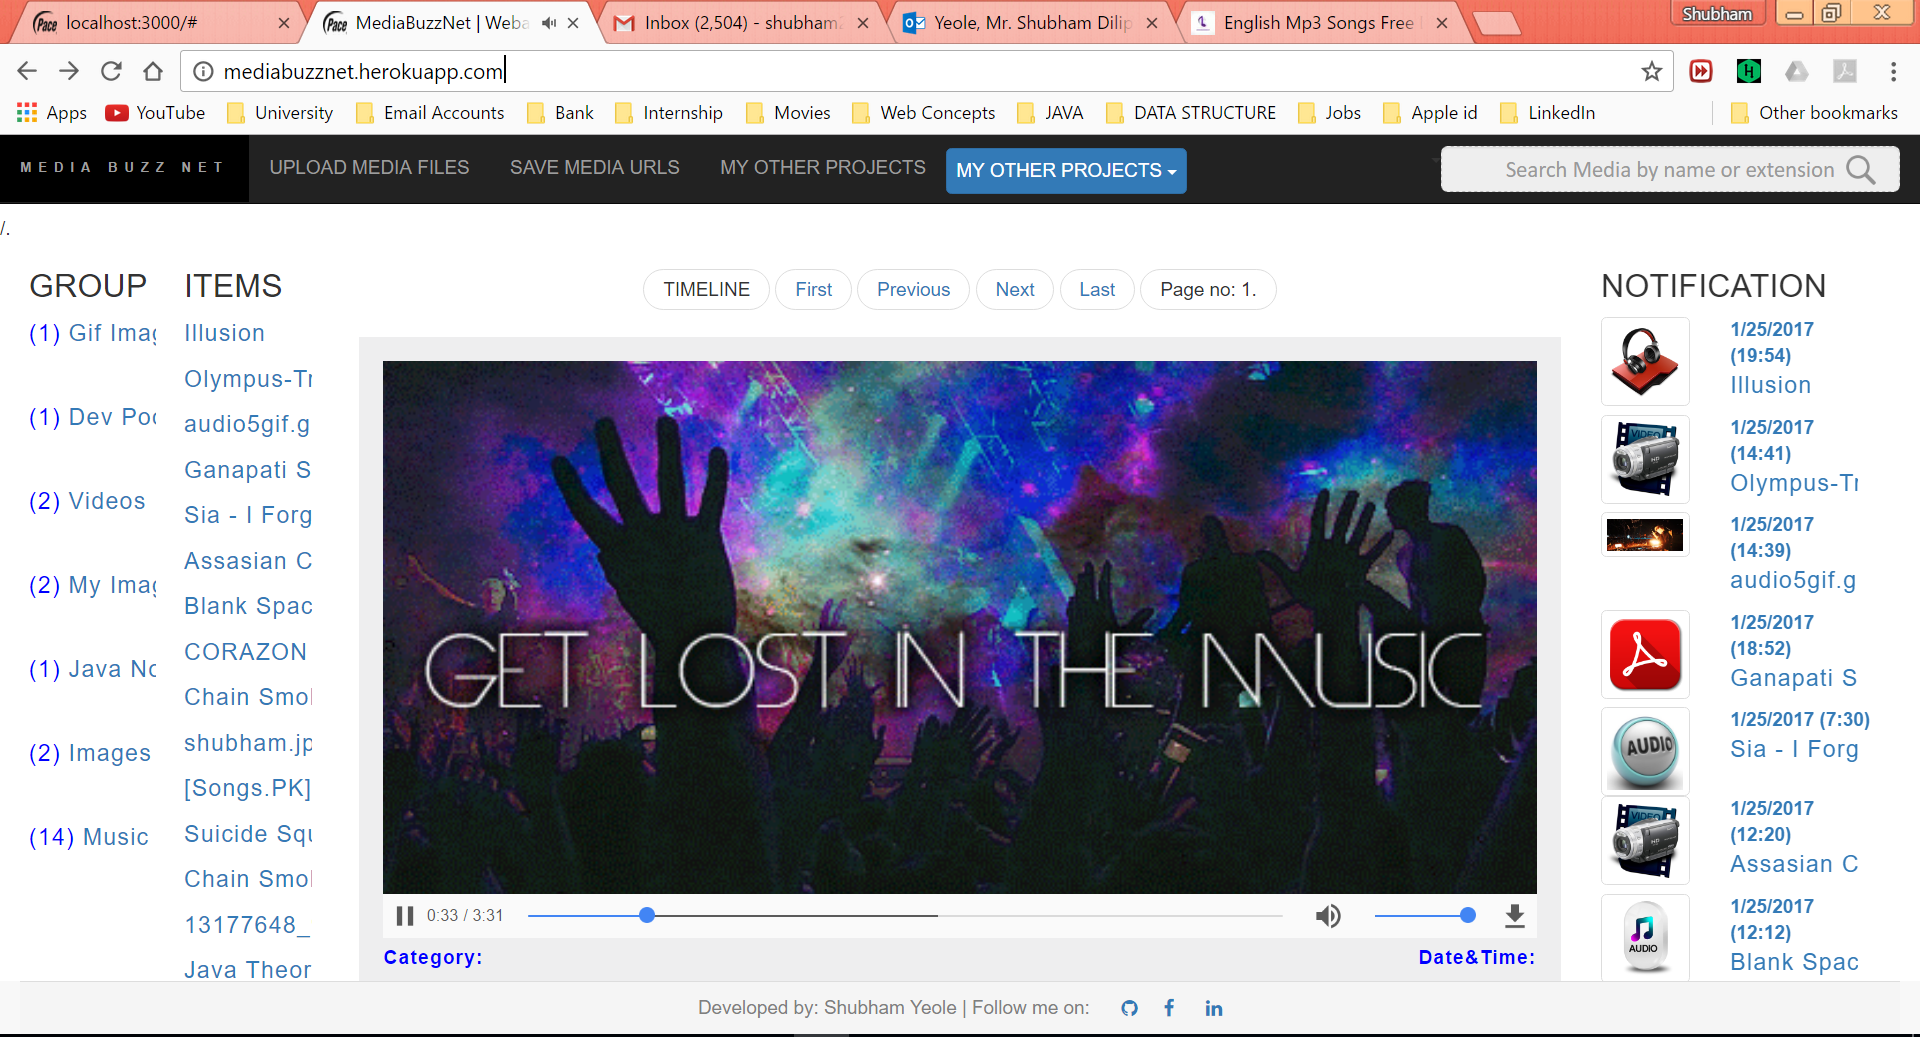 localhost:3000/#
MediaBuzzNet | Weba
Inbox (2,504) - shubham
Yeole, Mr. Shubham Dilip
English Mp3 Songs Free
Shubham
mediabuzznet.herokuapp.com
Apps YouTube University Email Accounts Bank Internship Movies Web Concepts JAVA DATA STRUCTURE Jobs Apple id LinkedIn Other bookmarks
MEDIA BUZZ NET UPLOAD MEDIA FILES SAVE MEDIA URLS MY OTHER PROJECTS MY OTHER PROJECTS Search Media by name or extension
/.
GROUP
(1) Gif Imag
(1) Dev Poc
(2) Videos
(2) My Imag
(1) Java No
(2) Images
(14) Music
ITEMS
Illusion
Olympus-Tr
audio5gif.g
Ganapati S
Sia - I Forg
Assasian C
Blank Spac
CORAZON
Chain Smol
shubham.jp
[Songs.PK]
Suicide Squ
Chain Smol
13177648_
Java Theor
TIMELINE First Previous Next Last Page no: 1.
GET LOST IN THE MUSIC
0:33 / 3:31
Category: Date&Time:
NOTIFICATION
1/25/2017
(19:54)
Illusion
VIDEO
1/25/2017
(14:41)
Olympus-Tr
1/25/2017
(14:39)
audio5gif.g
1/25/2017
(18:52)
Ganapati S
AUDIO
1/25/2017 (7:30)
Sia - I Forg
VIDEO
1/25/2017
(12:20)
Assasian C
AUDIO
1/25/2017
(12:12)
Blank Spac
Developed by: Shubham Yeole | Follow me on: